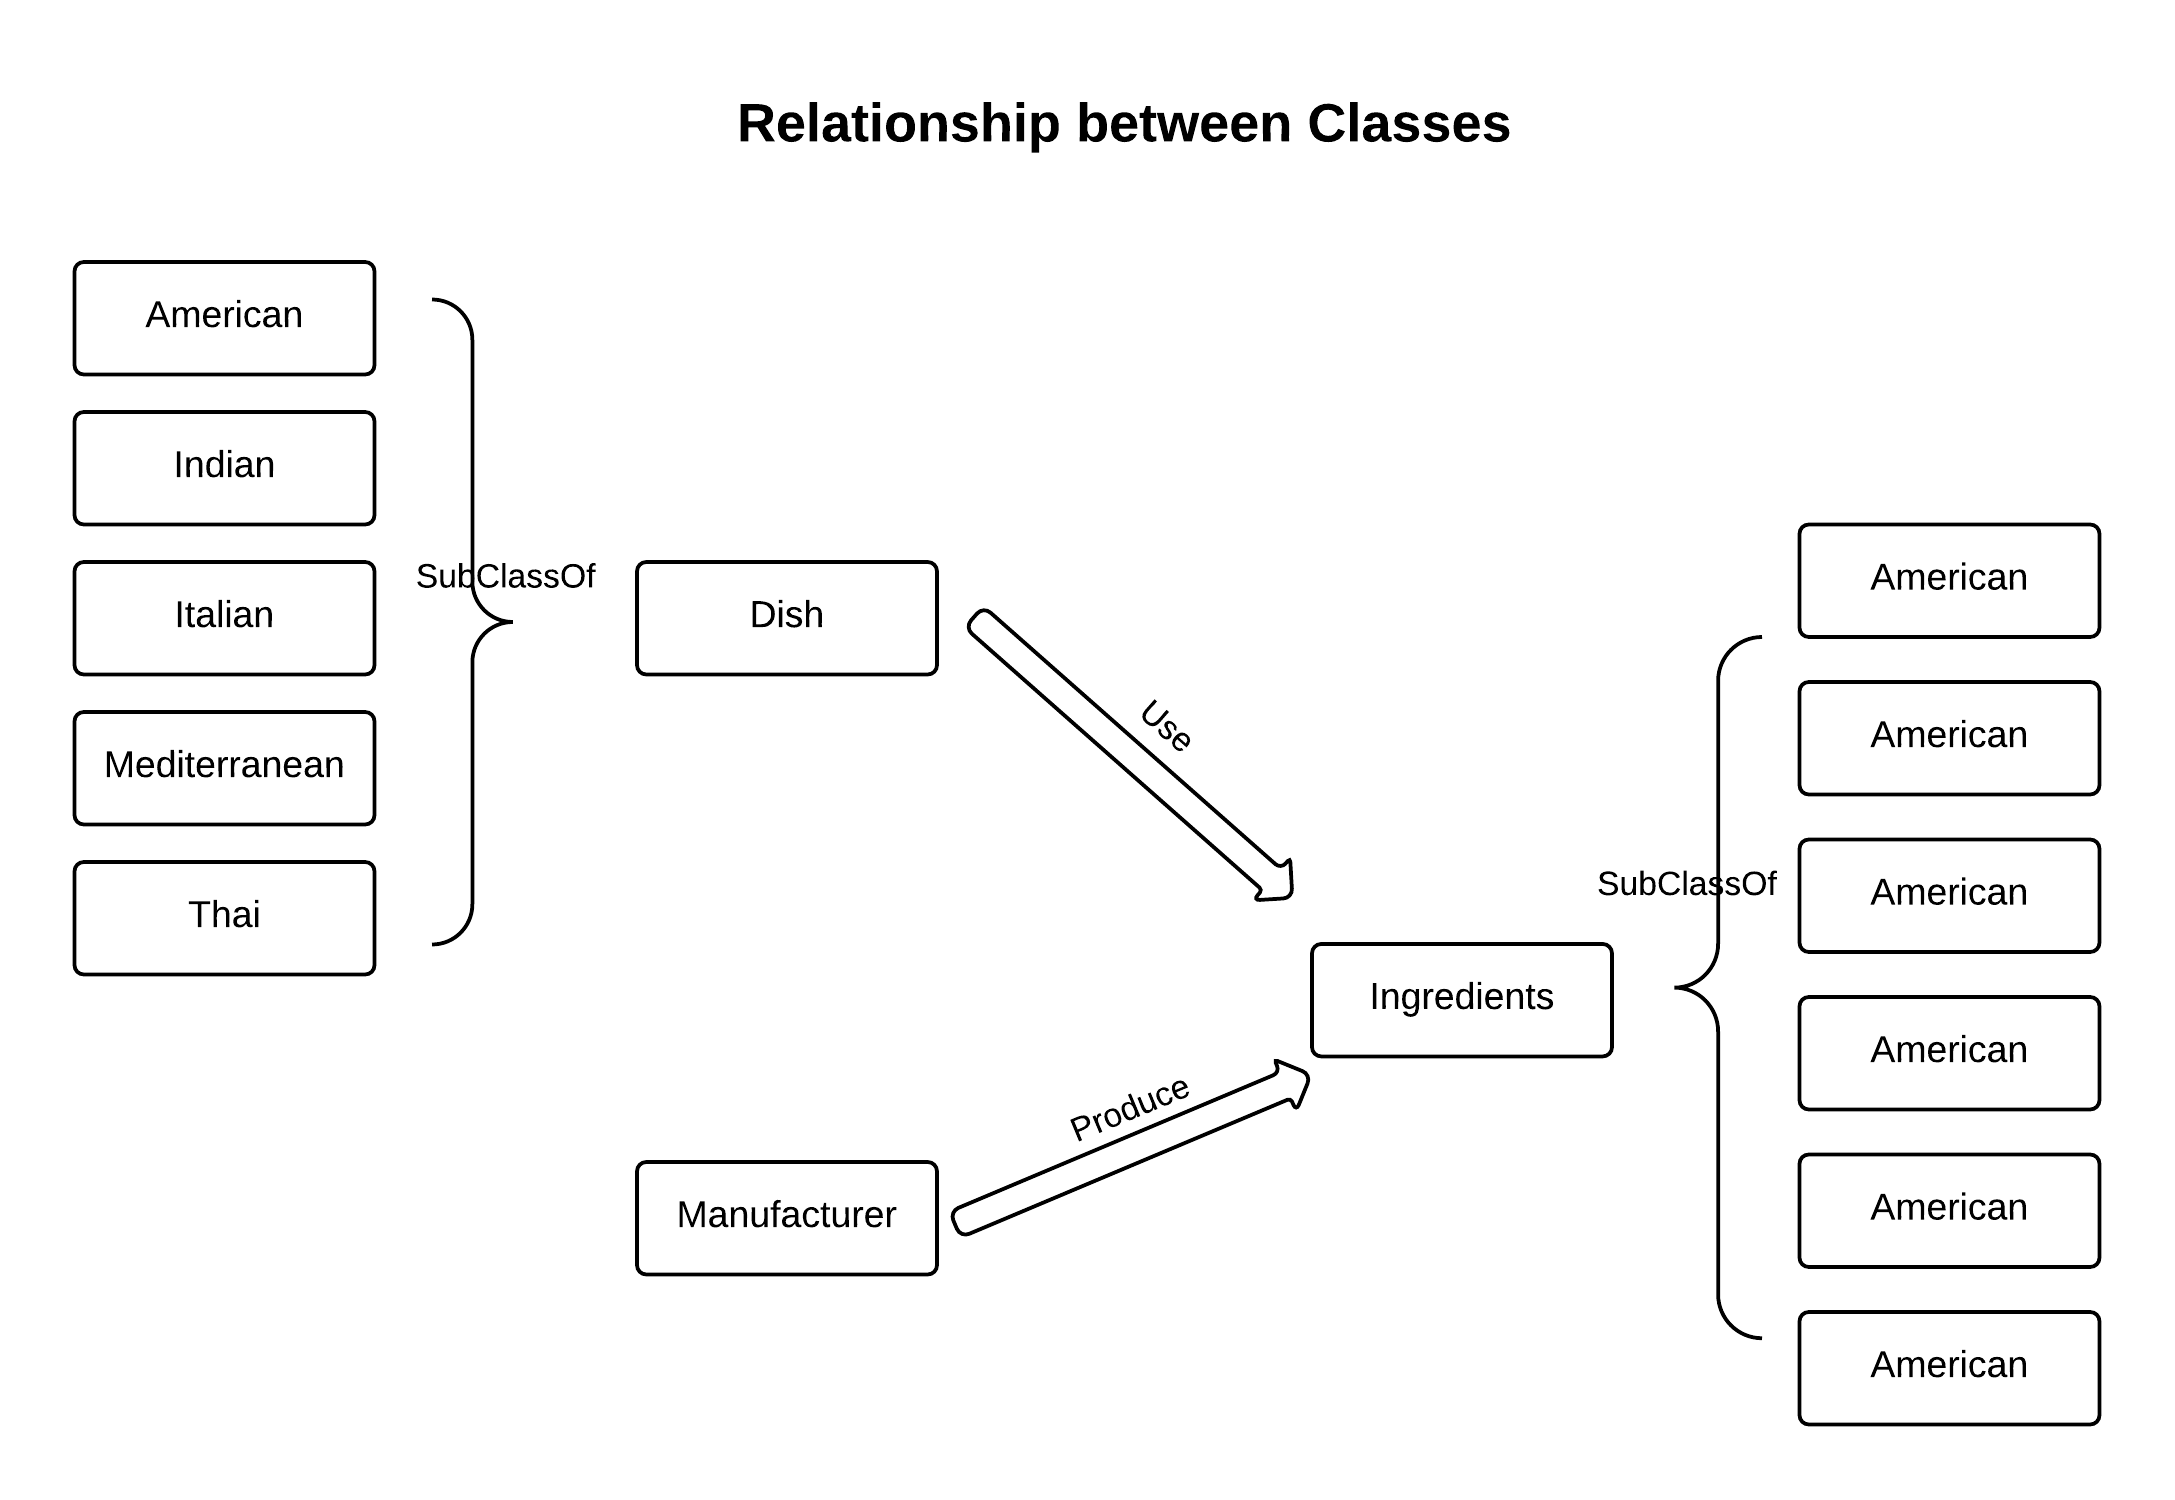 Relationship between Classes
American
Indian
Italian
Mediterranean
Thai
SubClassOf
Dish
Use
Manufacturer
Produce
Ingredients
SubClassOf
American
American
American
American
American
American